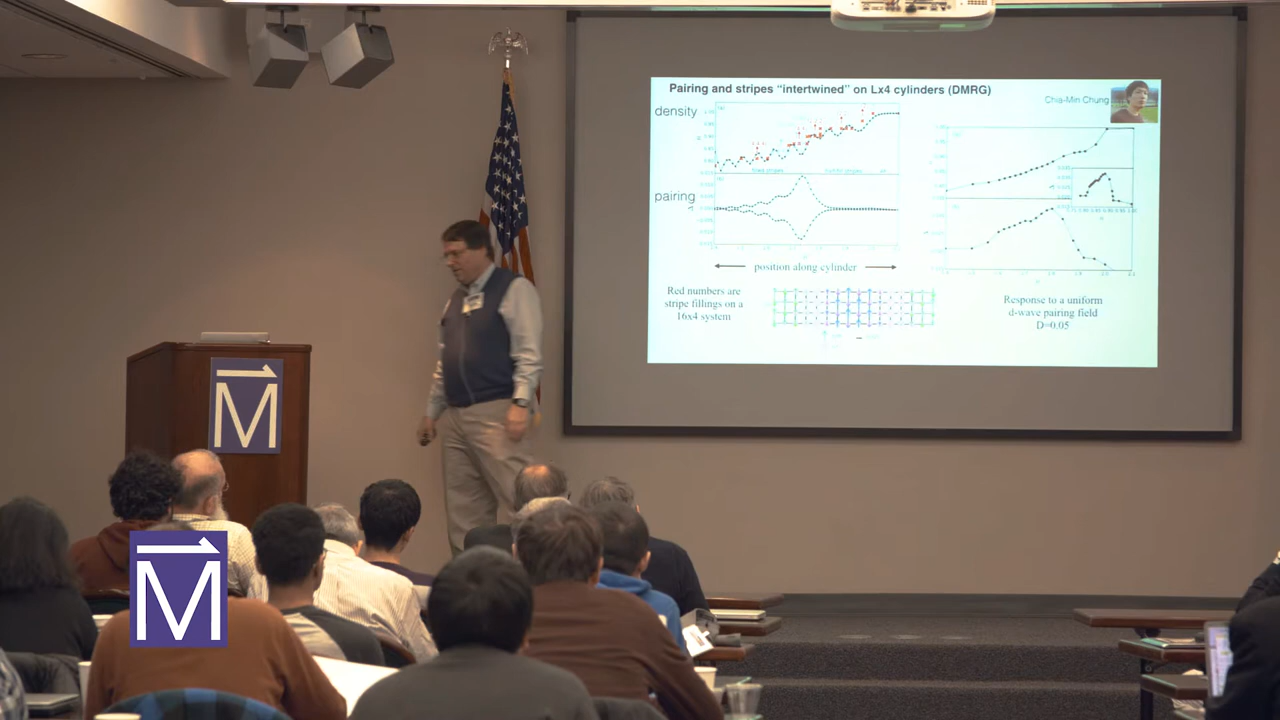 Pairing and stripes “intertwined” on Lx4 cylinders (DMRG)
Chia-Min Chung
density
pairing
position along cylinder
Red numbers are
stripe fillings on a
16x4 system
Response to a uniform
d-wave pairing field
D=0.05
M
M